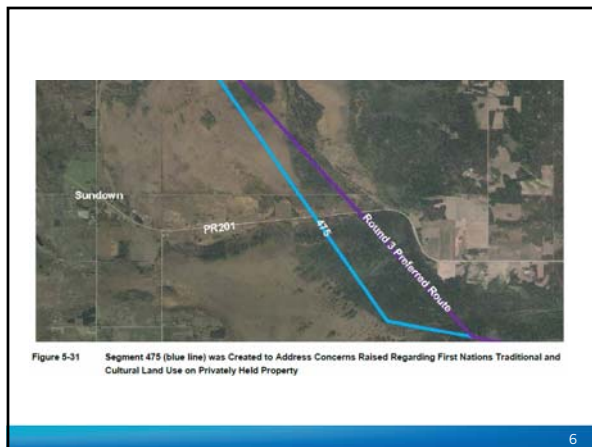 Sundown
PR201
475
Round 3 Preferred Route
Figure 5-31 Segment 475 (blue line) was Created to Address Concerns Raised Regarding First Nations Traditional and
Cultural Land Use on Privately Held Property
6